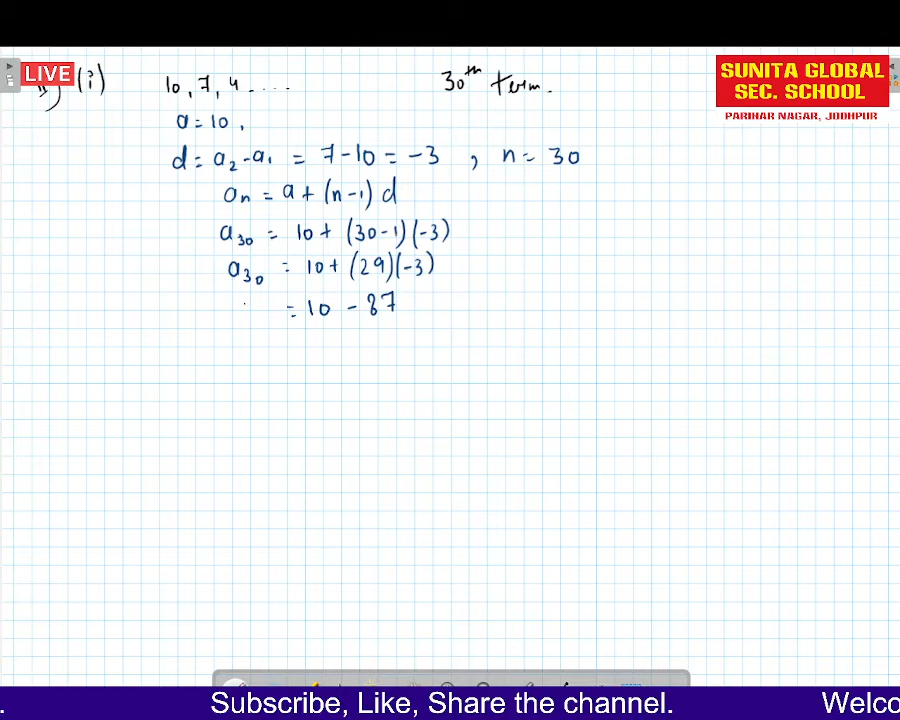 LIVE
(i) 10, 7, 4 .... 30th term.
SUNITA GLOBAL
SEC. SCHOOL
PARIHAR NAGAR, JODHPUR
a = 10,
d = a₂ - a₁ = 7 - 10 = -3 , n = 30
an = a + (n-1) d
a₃₀ = 10 + (30-1)(-3)
a₃₀ = 10 + (29)(-3)
= 10 - 87
. Subscribe, Like, Share the channel. Welco